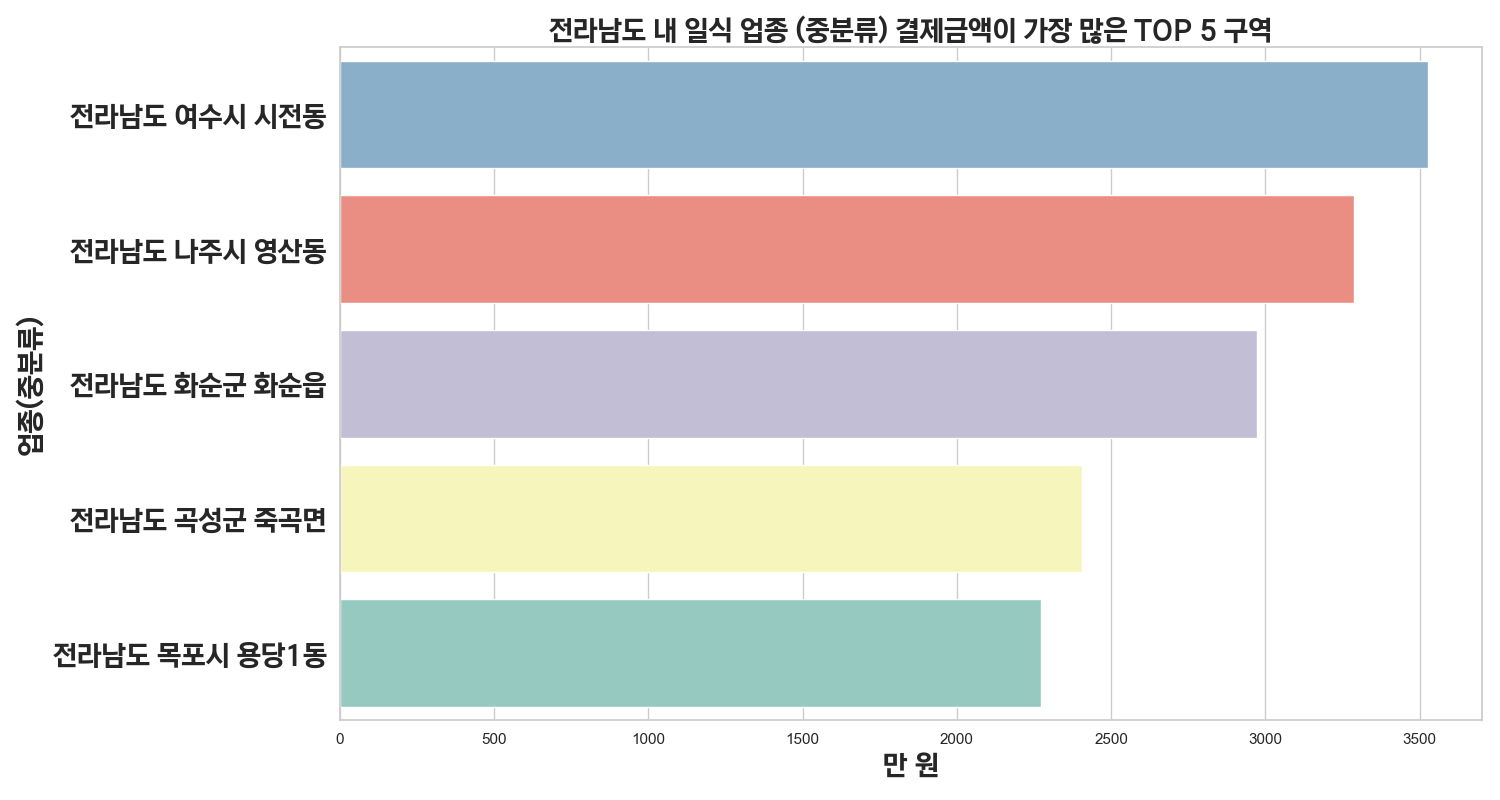 전라남도 내 일식 업종 (중분류) 결제금액이 가장 많은 TOP 5 구역
업종(중분류)
전라남도 여수시 시전동
전라남도 나주시 영산동
전라남도 화순군 화순읍
전라남도 곡성군 죽곡면
전라남도 목포시 용당1동
0 500 1000 1500 2000 2500 3000 3500
만 원